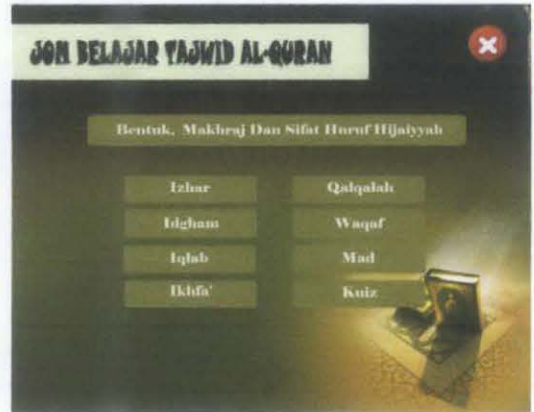 JOM BELAJAR TAJWID AL-QURAN
Bentuk, Makhraj Dan Sifat Huruf Hijaiyyah
Izhar
Idgham
Iqlab
Ikhfa'
Qalqalah
Waqaf
Mad
Kuiz